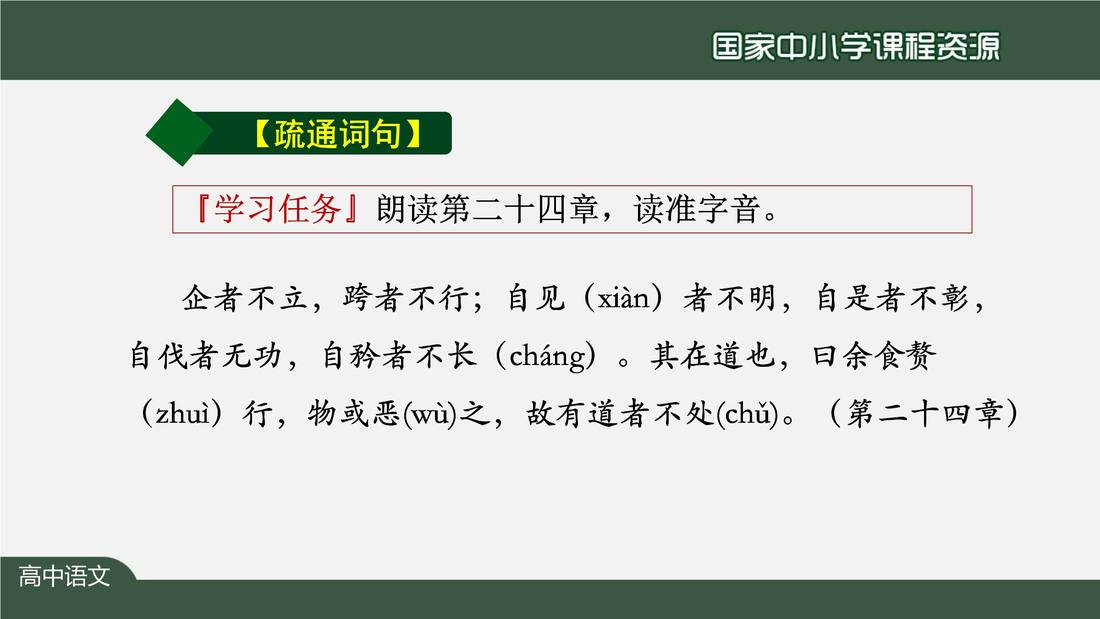 国家中小学课程资源
【疏通词句】
『学习任务』朗读第二十四章，读准字音。
企者不立，跨者不行；自见（xiàn）者不明，自是者不彰，
自伐者无功，自矜者不长（cháng）。其在道也，曰余食赘
（zhuì）行，物或恶(wù)之，故有道者不处(chǔ)。（第二十四章）
高中语文